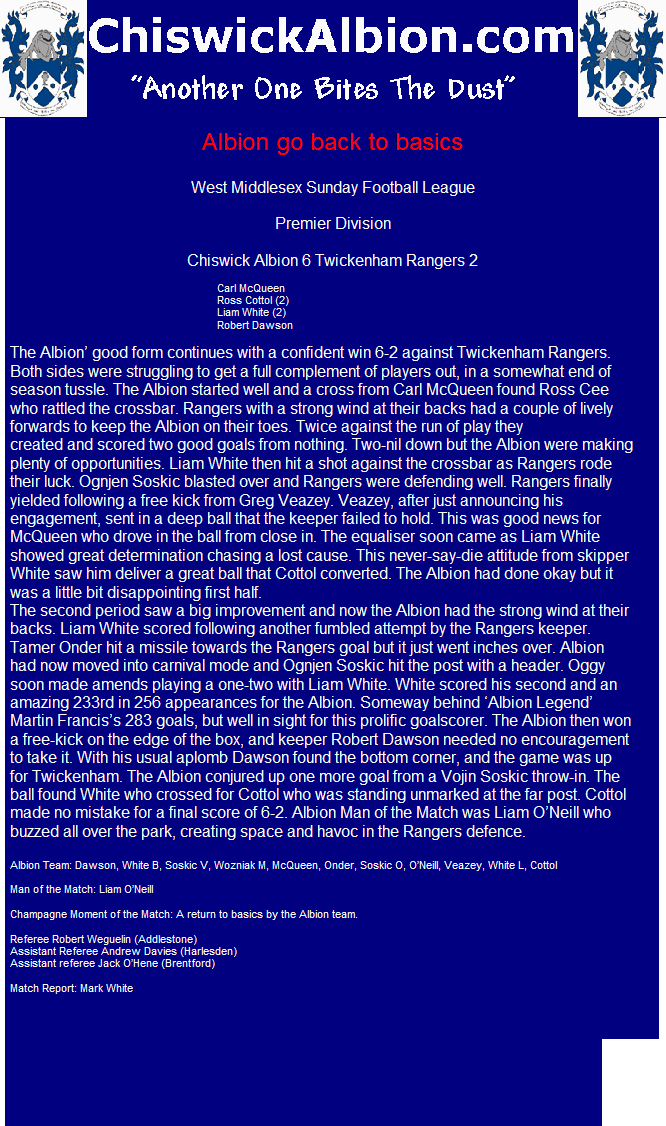 ChiswickAlbion.com
“Another One Bites The Dust”
Albion go back to basics
West Middlesex Sunday Football League
Premier Division
Chiswick Albion 6 Twickenham Rangers 2
Carl McQueen
Ross Cottol (2)
Liam White (2)
Robert Dawson
The Albion’ good form continues with a confident win 6-2 against Twickenham Rangers.
Both sides were struggling to get a full complement of players out, in a somewhat end of
season tussle. The Albion started well and a cross from Carl McQueen found Ross Cee
who rattled the crossbar. Rangers with a strong wind at their backs had a couple of lively
forwards to keep the Albion on their toes. Twice against the run of play they
created and scored two good goals from nothing. Two-nil down but the Albion were making
plenty of opportunities. Liam White then hit a shot against the crossbar as Rangers rode
their luck. Ognjen Soskic blasted over and Rangers were defending well. Rangers finally
yielded following a free kick from Greg Veazey. Veazey, after just announcing his
engagement, sent in a deep ball that the keeper failed to hold. This was good news for
McQueen who drove in the ball from close in. The equaliser soon came as Liam White
showed great determination chasing a lost cause. This never-say-die attitude from skipper
White saw him deliver a great ball that Cottol converted. The Albion had done okay but it
was a little bit disappointing first half.
The second period saw a big improvement and now the Albion had the strong wind at their
backs. Liam White scored following another fumbled attempt by the Rangers keeper.
Tamer Onder hit a missile towards the Rangers goal but it just went inches over. Albion
had now moved into carnival mode and Ognjen Soskic hit the post with a header. Oggy
soon made amends playing a one-two with Liam White. White scored his second and an
amazing 233rd in 256 appearances for the Albion. Someway behind ‘Albion Legend’
Martin Francis’s 283 goals, but well in sight for this prolific goalscorer. The Albion then won
a free-kick on the edge of the box, and keeper Robert Dawson needed no encouragement
to take it. With his usual aplomb Dawson found the bottom corner, and the game was up
for Twickenham. The Albion conjured up one more goal from a Vojin Soskic throw-in. The
ball found White who crossed for Cottol who was standing unmarked at the far post. Cottol
made no mistake for a final score of 6-2. Albion Man of the Match was Liam O’Neill who
buzzed all over the park, creating space and havoc in the Rangers defence.
Albion Team: Dawson, White B, Soskic V, Wozniak M, McQueen, Onder, Soskic O, O'Neill, Veazey, White L, Cottol
Man of the Match: Liam O'Neill
Champagne Moment of the Match: A return to basics by the Albion team.
Referee Robert Weguelin (Addlestone)
Assistant Referee Andrew Davies (Harlesden)
Assistant referee Jack O'Hene (Brentford)
Match Report: Mark White